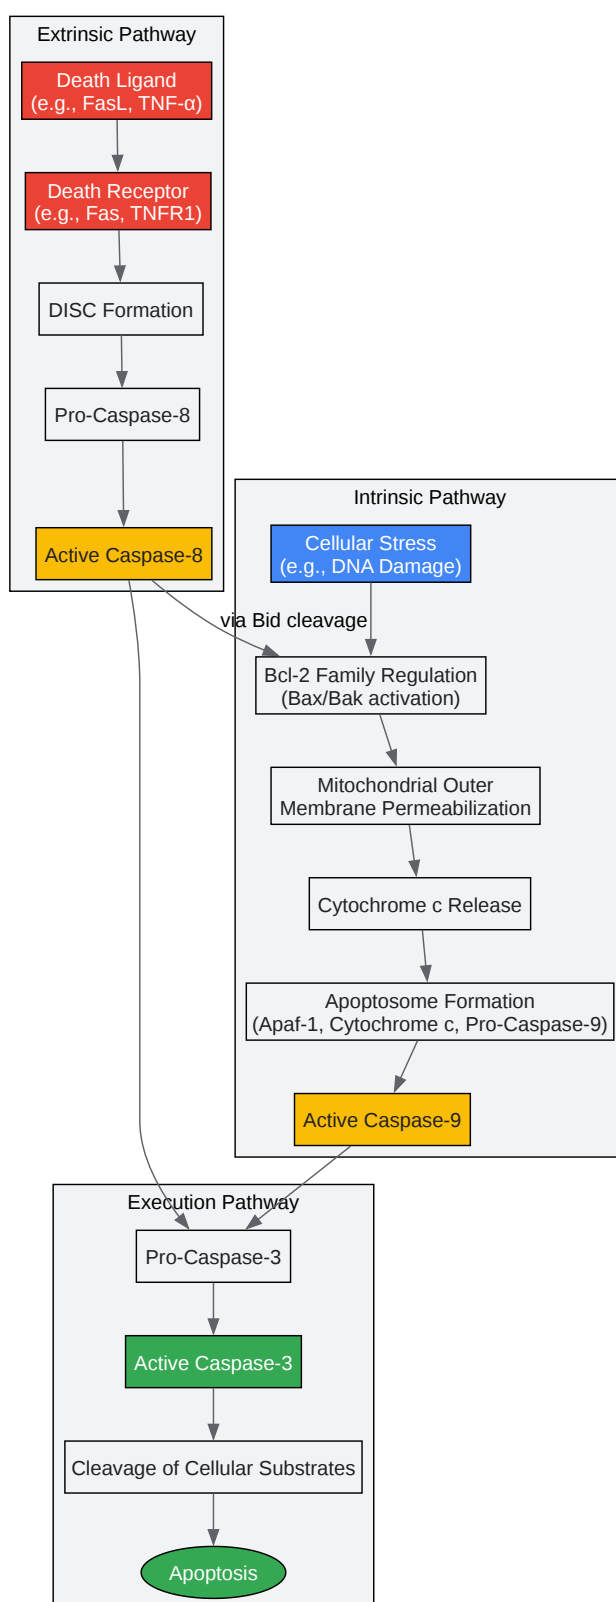 Extrinsic Pathway
Death Ligand
(e.g., FasL, TNF-α)
Death Receptor
(e.g., Fas, TNFR1)
DISC Formation
Pro-Caspase-8
Active Caspase-8
via Bid cleavage
Intrinsic Pathway
Cellular Stress
(e.g., DNA Damage)
Bcl-2 Family Regulation
(Bax/Bak activation)
Mitochondrial Outer
Membrane Permeabilization
Cytochrome c Release
Apoptosome Formation
(Apaf-1, Cytochrome c, Pro-Caspase-9)
Active Caspase-9
Execution Pathway
Pro-Caspase-3
Active Caspase-3
Cleavage of Cellular Substrates
Apoptosis